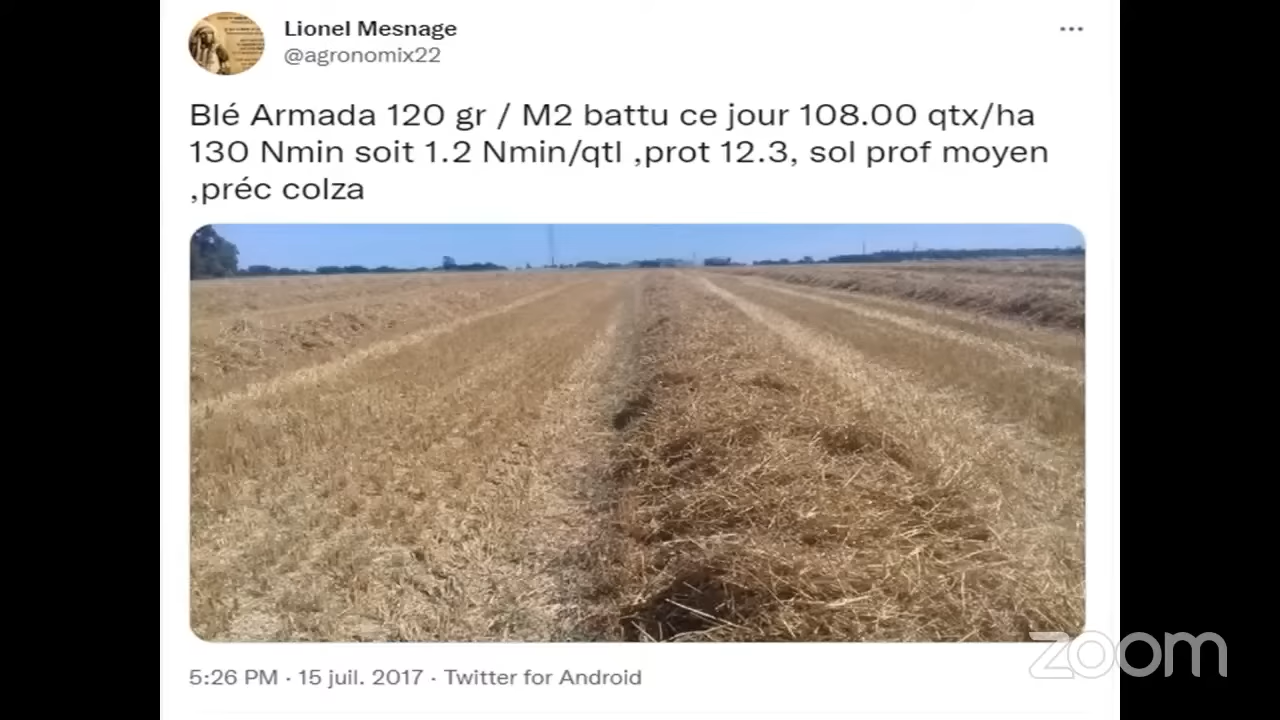 Lionel Mesnage
@agronomix22
Blé Armada 120 gr / M2 battu ce jour 108.00 qtx/ha
130 Nmin soit 1.2 Nmin/qtl ,prot 12.3, sol prof moyen
,préc colza
5:26 PM · 15 juil. 2017 · Twitter for Android
zoom